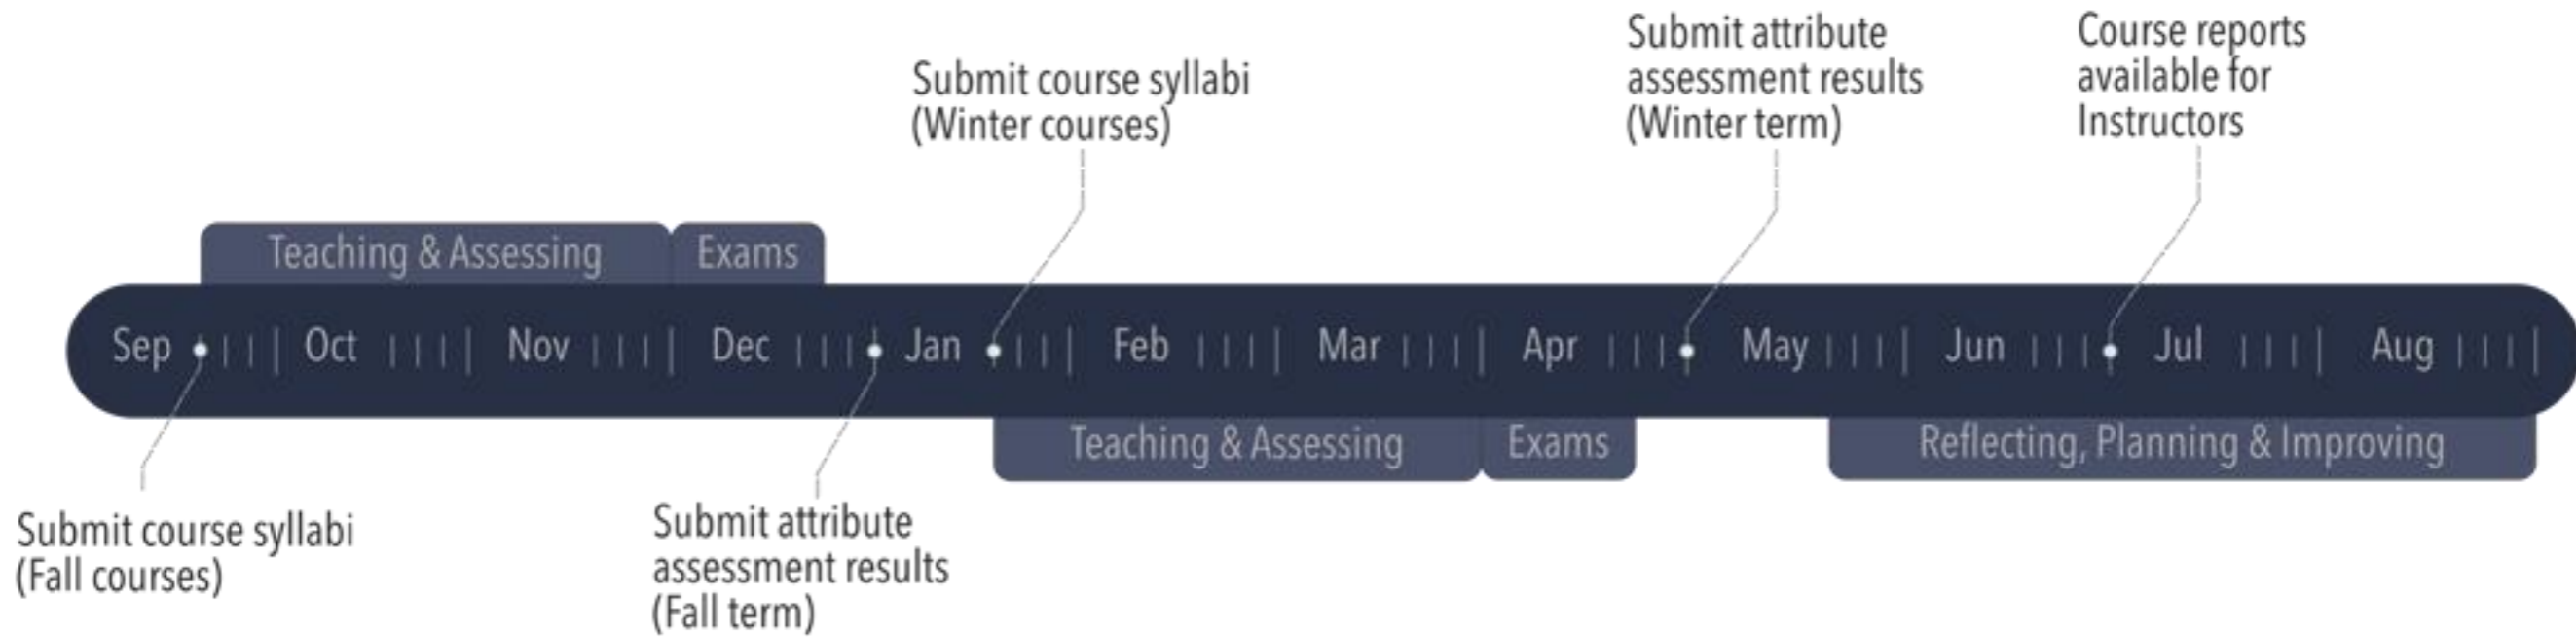 Submit attribute
assessment results
(Winter term)
Course reports
available for
Instructors
Submit course syllabi
(Winter courses)
Teaching & Assessing
Exams
Sep
Oct
Nov
Dec
Jan
Feb
Mar
Apr
May
Jun
Jul
Aug
Teaching & Assessing
Exams
Reflecting, Planning & Improving
Submit course syllabi
(Fall courses)
Submit attribute
assessment results
(Fall term)